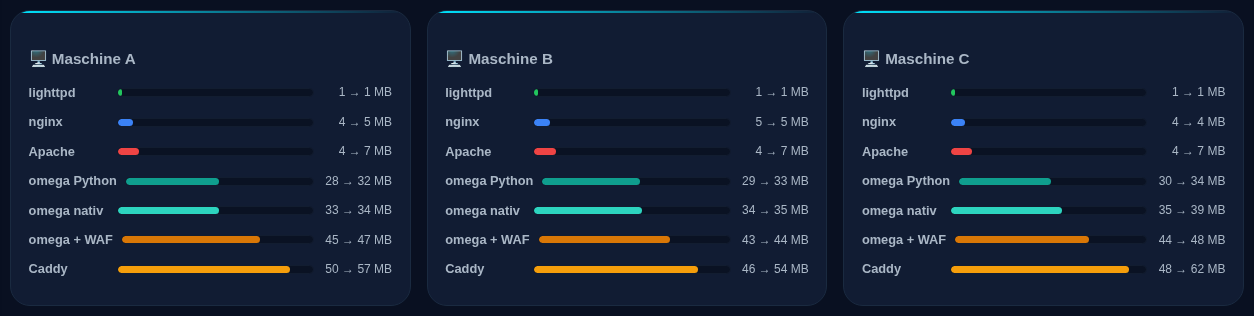 Maschine A
lighttpd 1 → 1 MB
nginx 4 → 5 MB
Apache 4 → 7 MB
omega Python 28 → 32 MB
omega nativ 33 → 34 MB
omega + WAF 45 → 47 MB
Caddy 50 → 57 MB
Maschine B
lighttpd 1 → 1 MB
nginx 5 → 5 MB
Apache 4 → 7 MB
omega Python 29 → 33 MB
omega nativ 34 → 35 MB
omega + WAF 43 → 44 MB
Caddy 46 → 54 MB
Maschine C
lighttpd 1 → 1 MB
nginx 4 → 4 MB
Apache 4 → 7 MB
omega Python 30 → 34 MB
omega nativ 35 → 39 MB
omega + WAF 44 → 48 MB
Caddy 48 → 62 MB